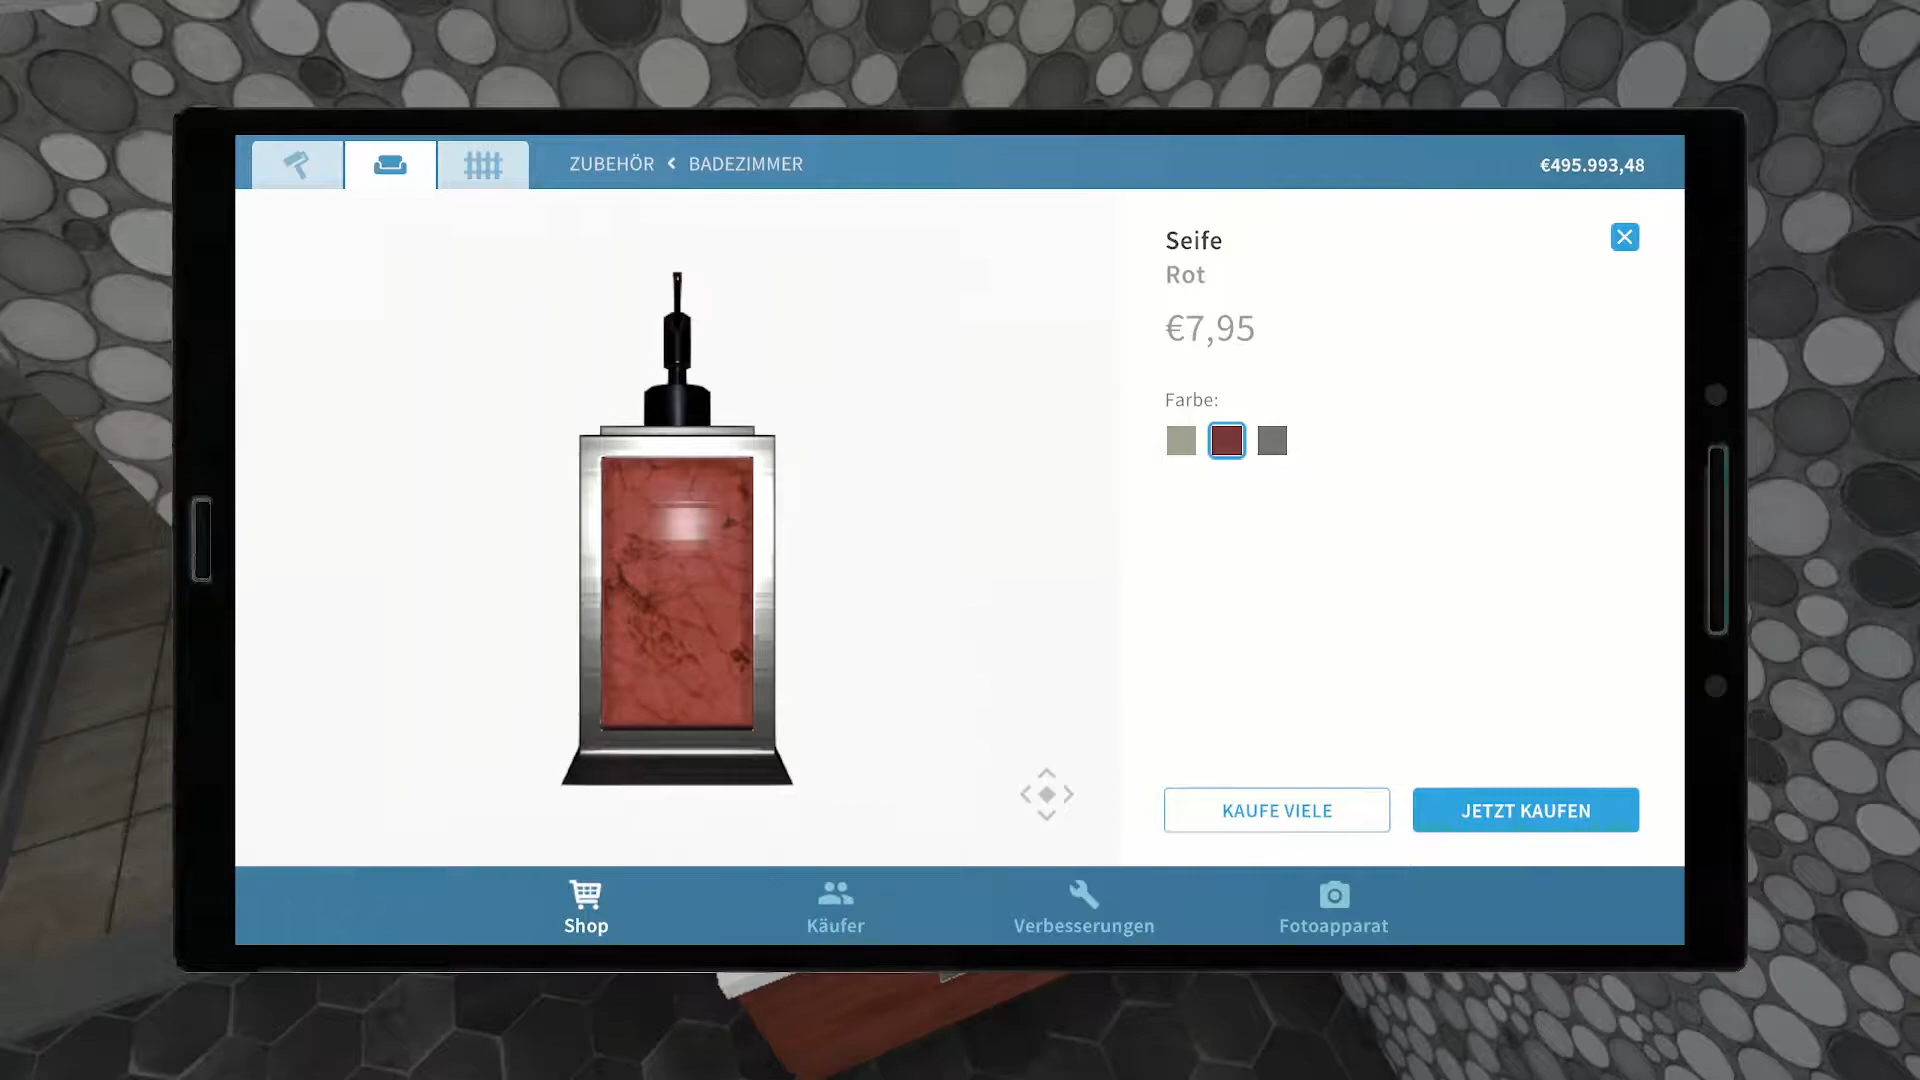 ZUBEHÖR < BADEZIMMER
€495.993,48
Seife
Rot
€7,95
Farbe:
KAUFE VIELE
JETZT KAUFEN
Shop
Käufer
Verbesserungen
Fotoapparat